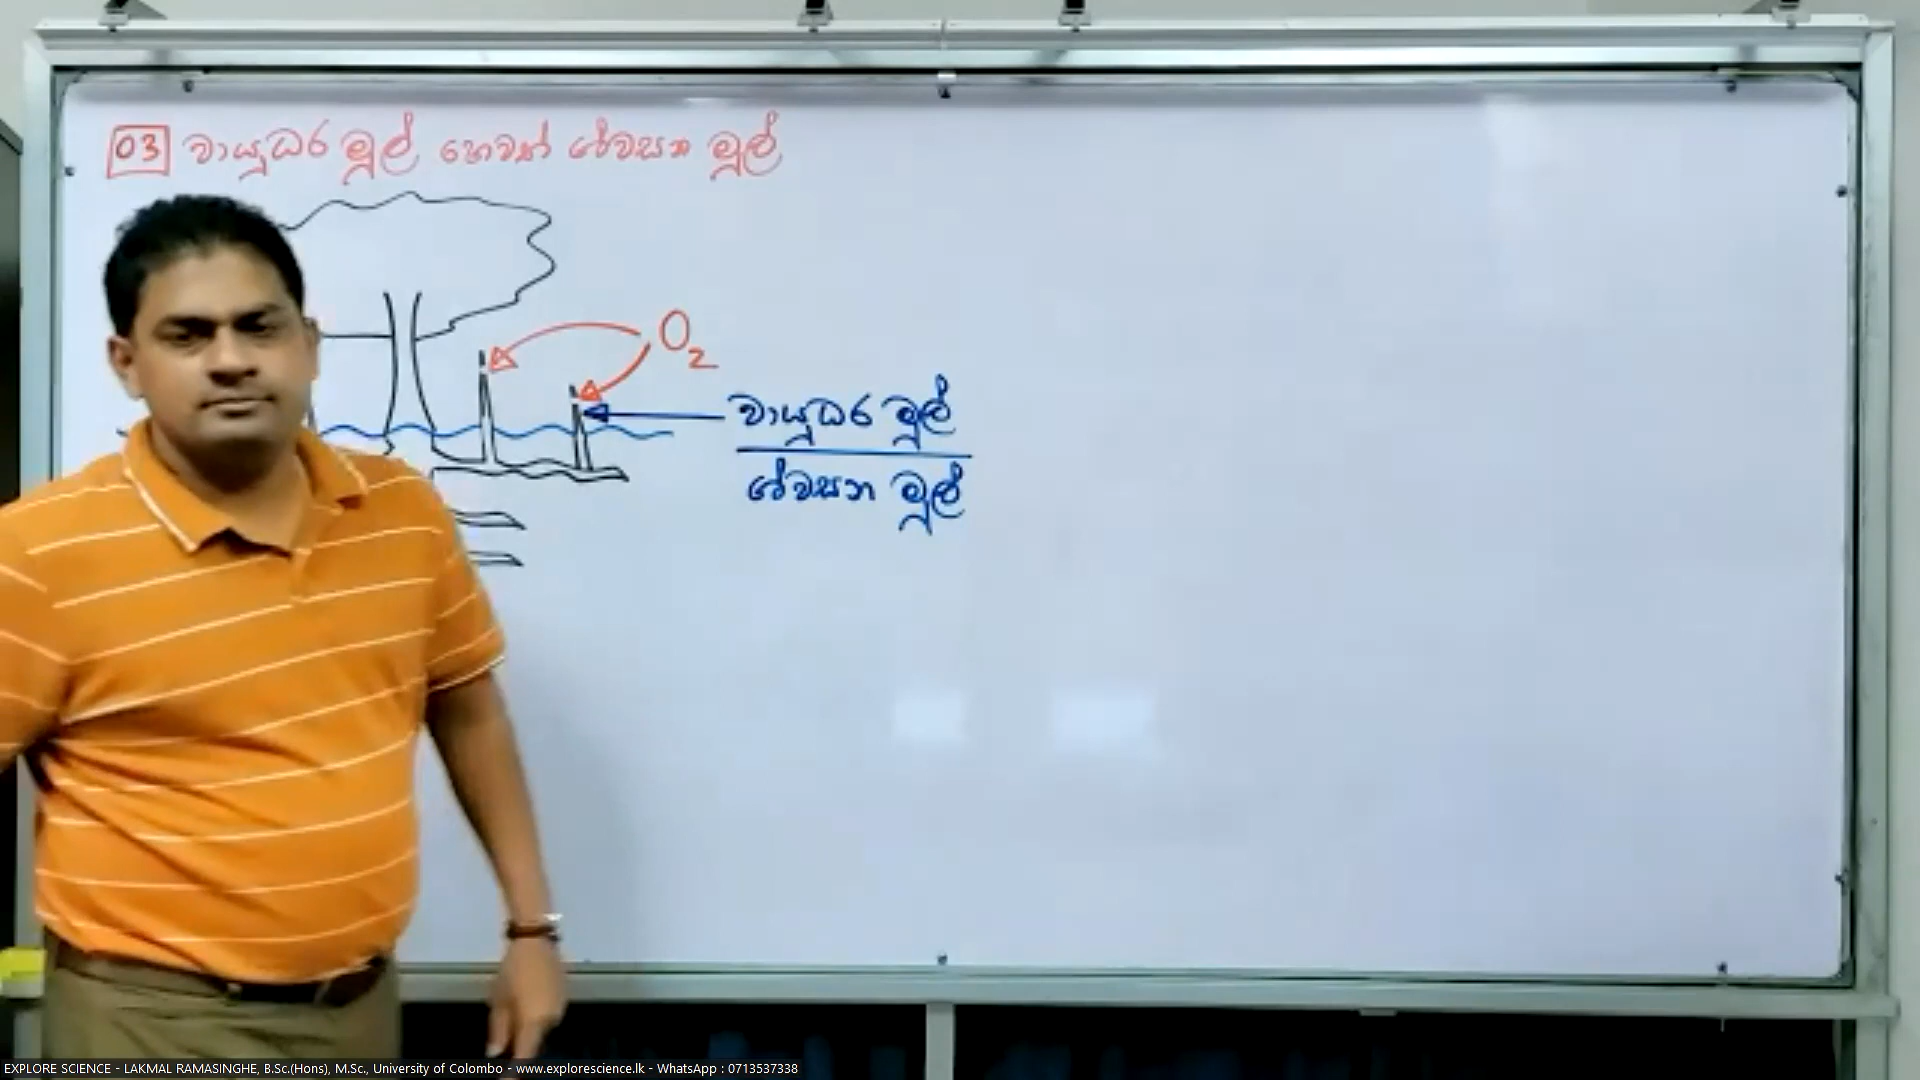 03 වායුධර මූල් හෙවත් ශ්වසන මූල්
O2
වායුධර මූල්
ශ්වසන මූල්
EXPLORE SCIENCE - LAKMAL RAMASINGHE, B.Sc.(Hons), M.Sc., University of Colombo - www.explorescience.lk - WhatsApp : 0713537338